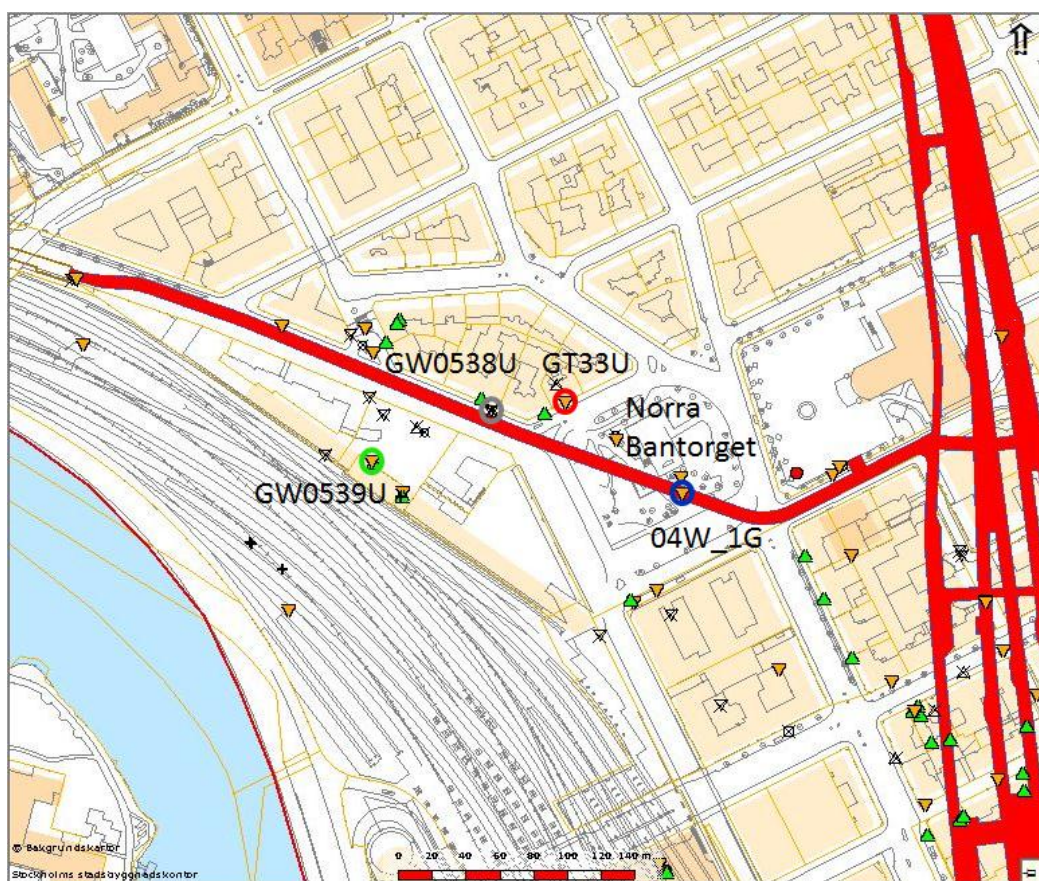 GW0538U
GT33U
Norra
Bantorget
GW0539U
04W_1G
© Bakgrundskartor
Stockholms stadsbyggnadskontor
0 20 40 60 80 100 120 140 m